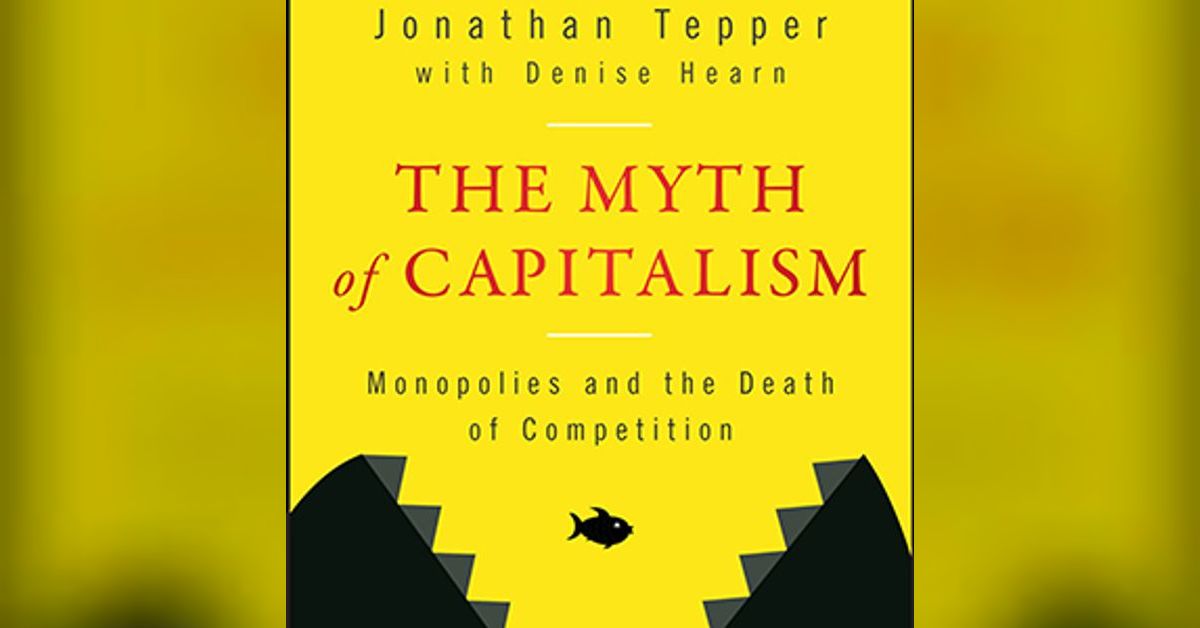 Jonathan Tepper
with Denise Hearn
THE MYTH
of CAPITALISM
Monopolies and the Death
of Competition